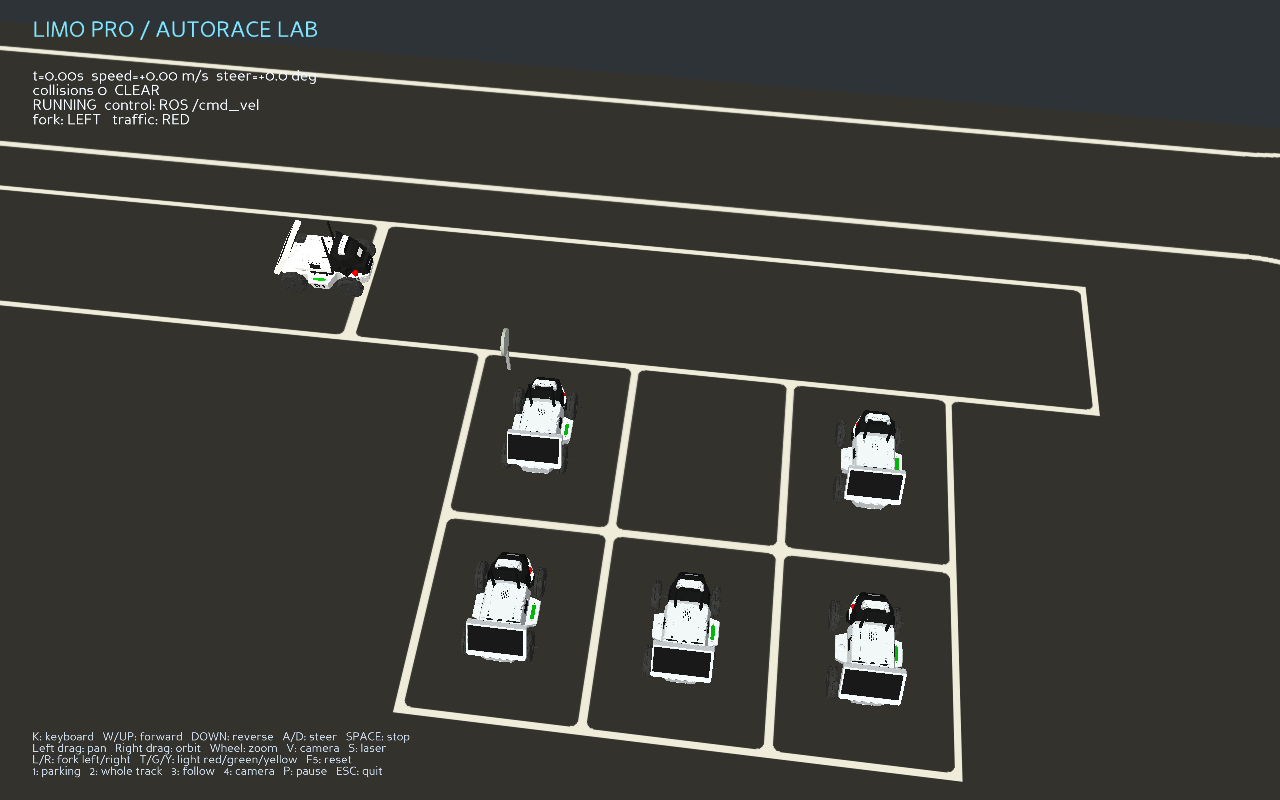 LIMO PRO / AUTORACE LAB
t=0.00s speed=+0.00 m/s steer=+0.0 deg
collisions 0 CLEAR
RUNNING control: ROS /cmd_vel
fork: LEFT traffic: RED
K: keyboard W/UP: forward DOWN: reverse A/D: steer SPACE: stop
Left drag: pan Right drag: orbit Wheel: zoom V: camera S: laser
L/R: fork left/right T/G/Y: light red/green/yellow F5: reset
1: parking 2: whole track 3: follow 4: camera P: pause ESC: quit